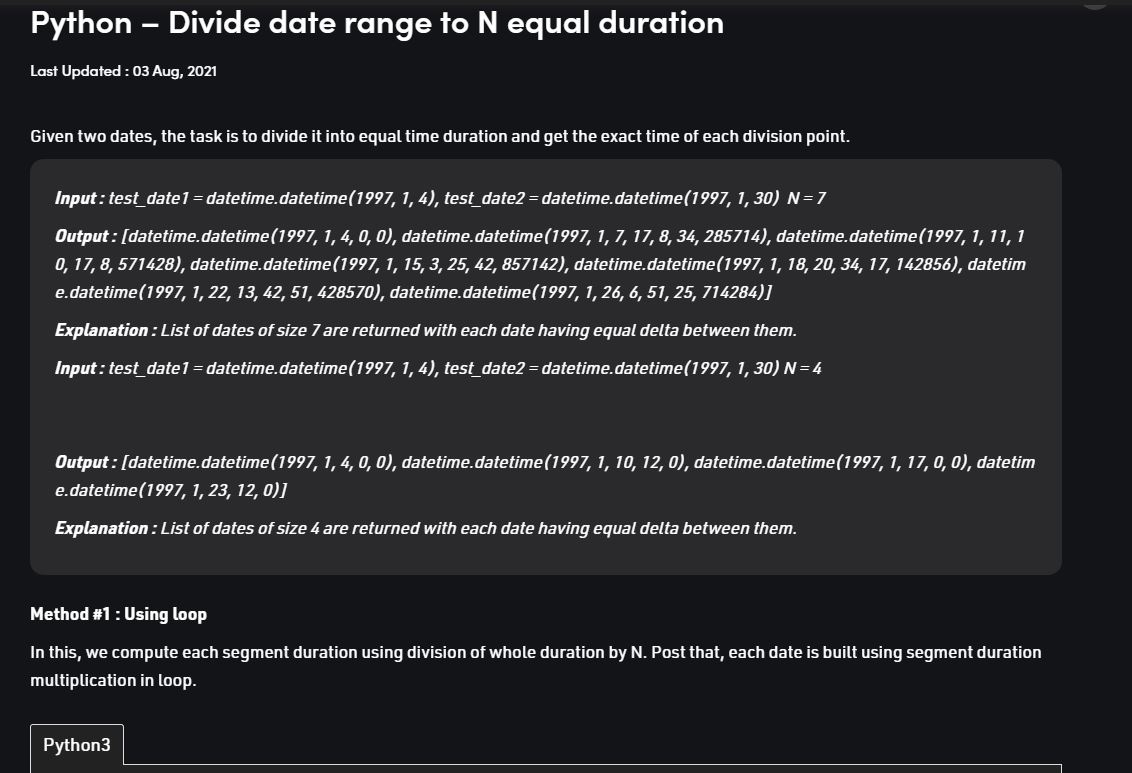 Python – Divide date range to N equal duration
Last Updated : 03 Aug, 2021
Given two dates, the task is to divide it into equal time duration and get the exact time of each division point.
Input : test_date1 = datetime.datetime(1997, 1, 4), test_date2 = datetime.datetime(1997, 1, 30)  N = 7
Output : [datetime.datetime(1997, 1, 4, 0, 0), datetime.datetime(1997, 1, 7, 17, 8, 34, 285714), datetime.datetime(1997, 1, 11, 1
0, 17, 8, 571428), datetime.datetime(1997, 1, 15, 3, 25, 42, 857142), datetime.datetime(1997, 1, 18, 20, 34, 17, 142856), datetim
e.datetime(1997, 1, 22, 13, 42, 51, 428570), datetime.datetime(1997, 1, 26, 6, 51, 25, 714284)]
Explanation : List of dates of size 7 are returned with each date having equal delta between them.
Input : test_date1 = datetime.datetime(1997, 1, 4), test_date2 = datetime.datetime(1997, 1, 30) N = 4
Output : [datetime.datetime(1997, 1, 4, 0, 0), datetime.datetime(1997, 1, 10, 12, 0), datetime.datetime(1997, 1, 17, 0, 0), datetim
e.datetime(1997, 1, 23, 12, 0)]
Explanation : List of dates of size 4 are returned with each date having equal delta between them.
Method #1 : Using loop
In this, we compute each segment duration using division of whole duration by N. Post that, each date is built using segment duration
multiplication in loop.
Python3